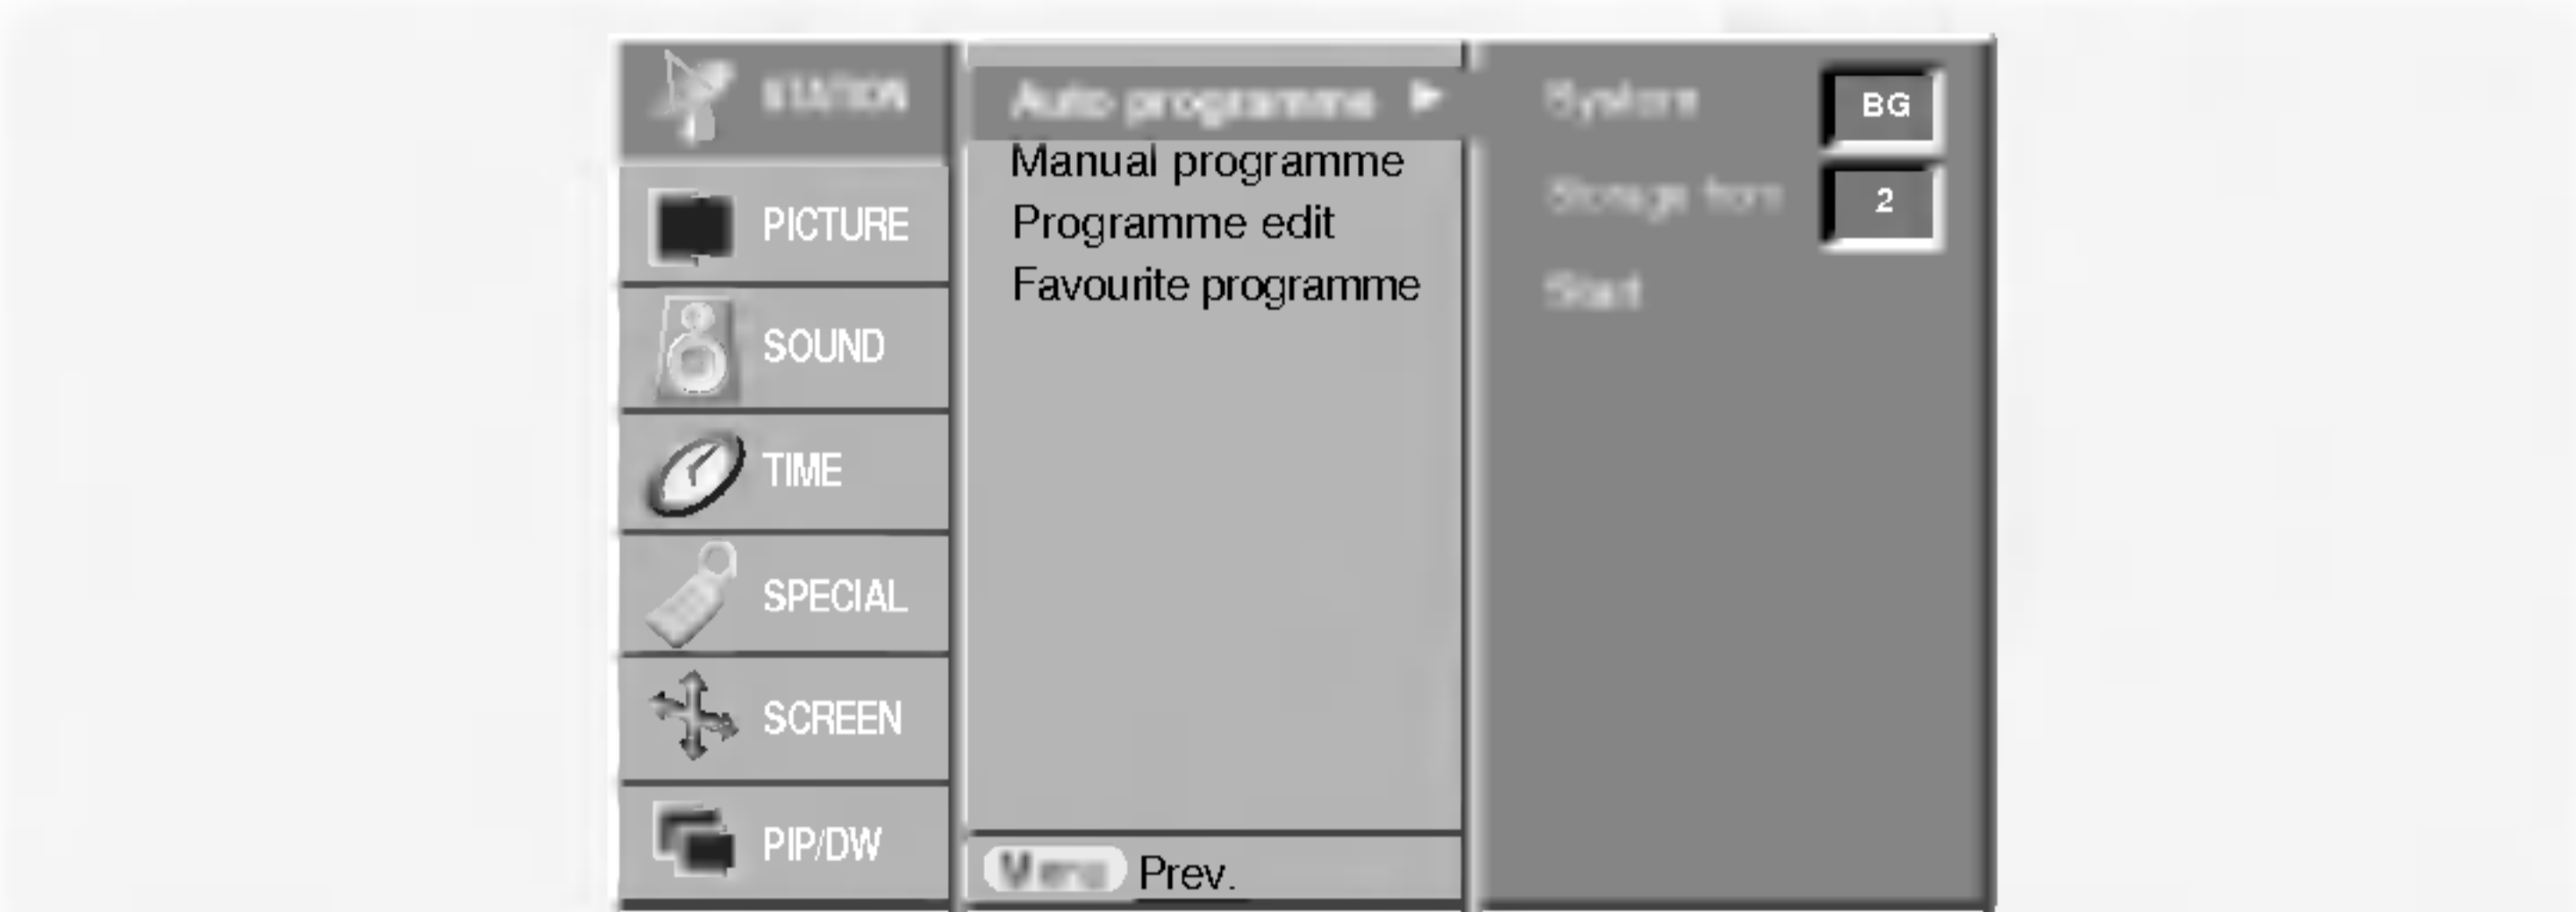 STATION
PICTURE
SOUND
TIME
SPECIAL
SCREEN
PIP/DW
Auto programme ►
Manual programme
Programme edit
Favourite programme
Menu Prev.
System BG
Storage from 2
Start